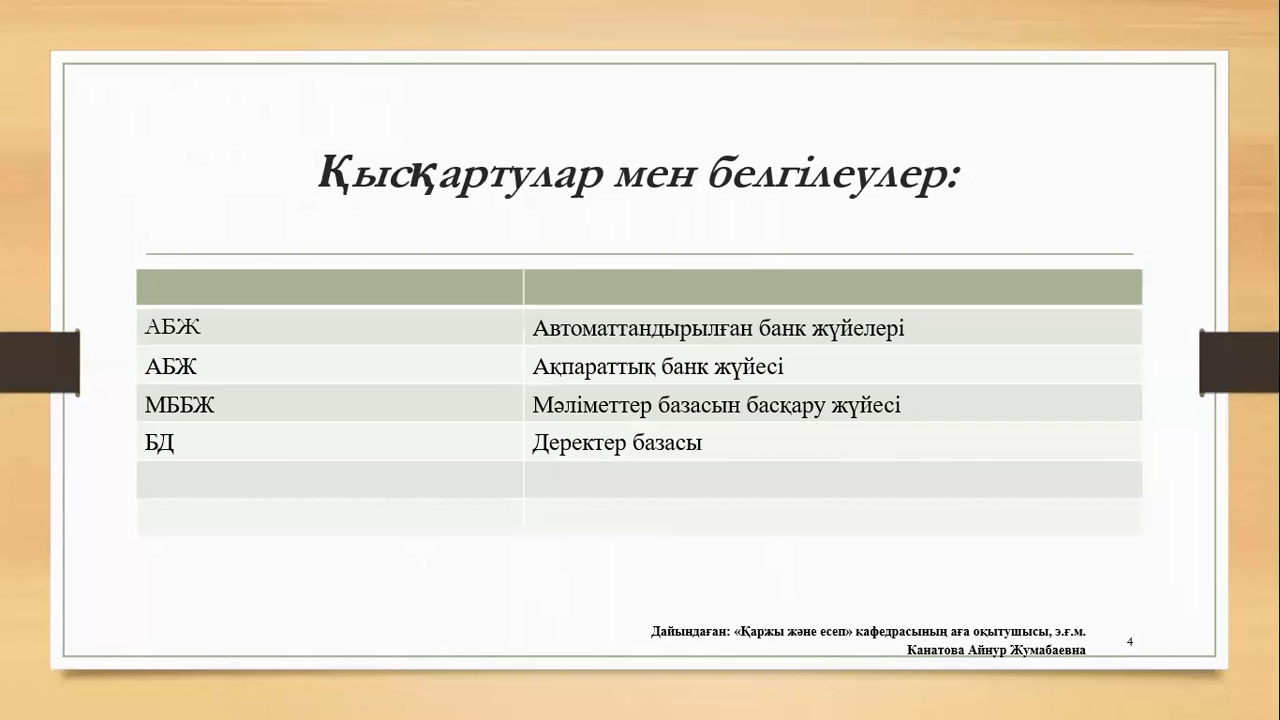 Қысқартулар мен белгілеулер:
АБЖ Автоматтандырылған банк жүйелері
АБЖ Ақпараттық банк жүйесі
МББЖ Мәліметтер базасын басқару жүйесі
БД Деректер базасы
Дайындаған: «Қаржы және есеп» кафедрасының аға оқытушысы, э.ғ.м.
Канатова Айнур Жумабаевна
4